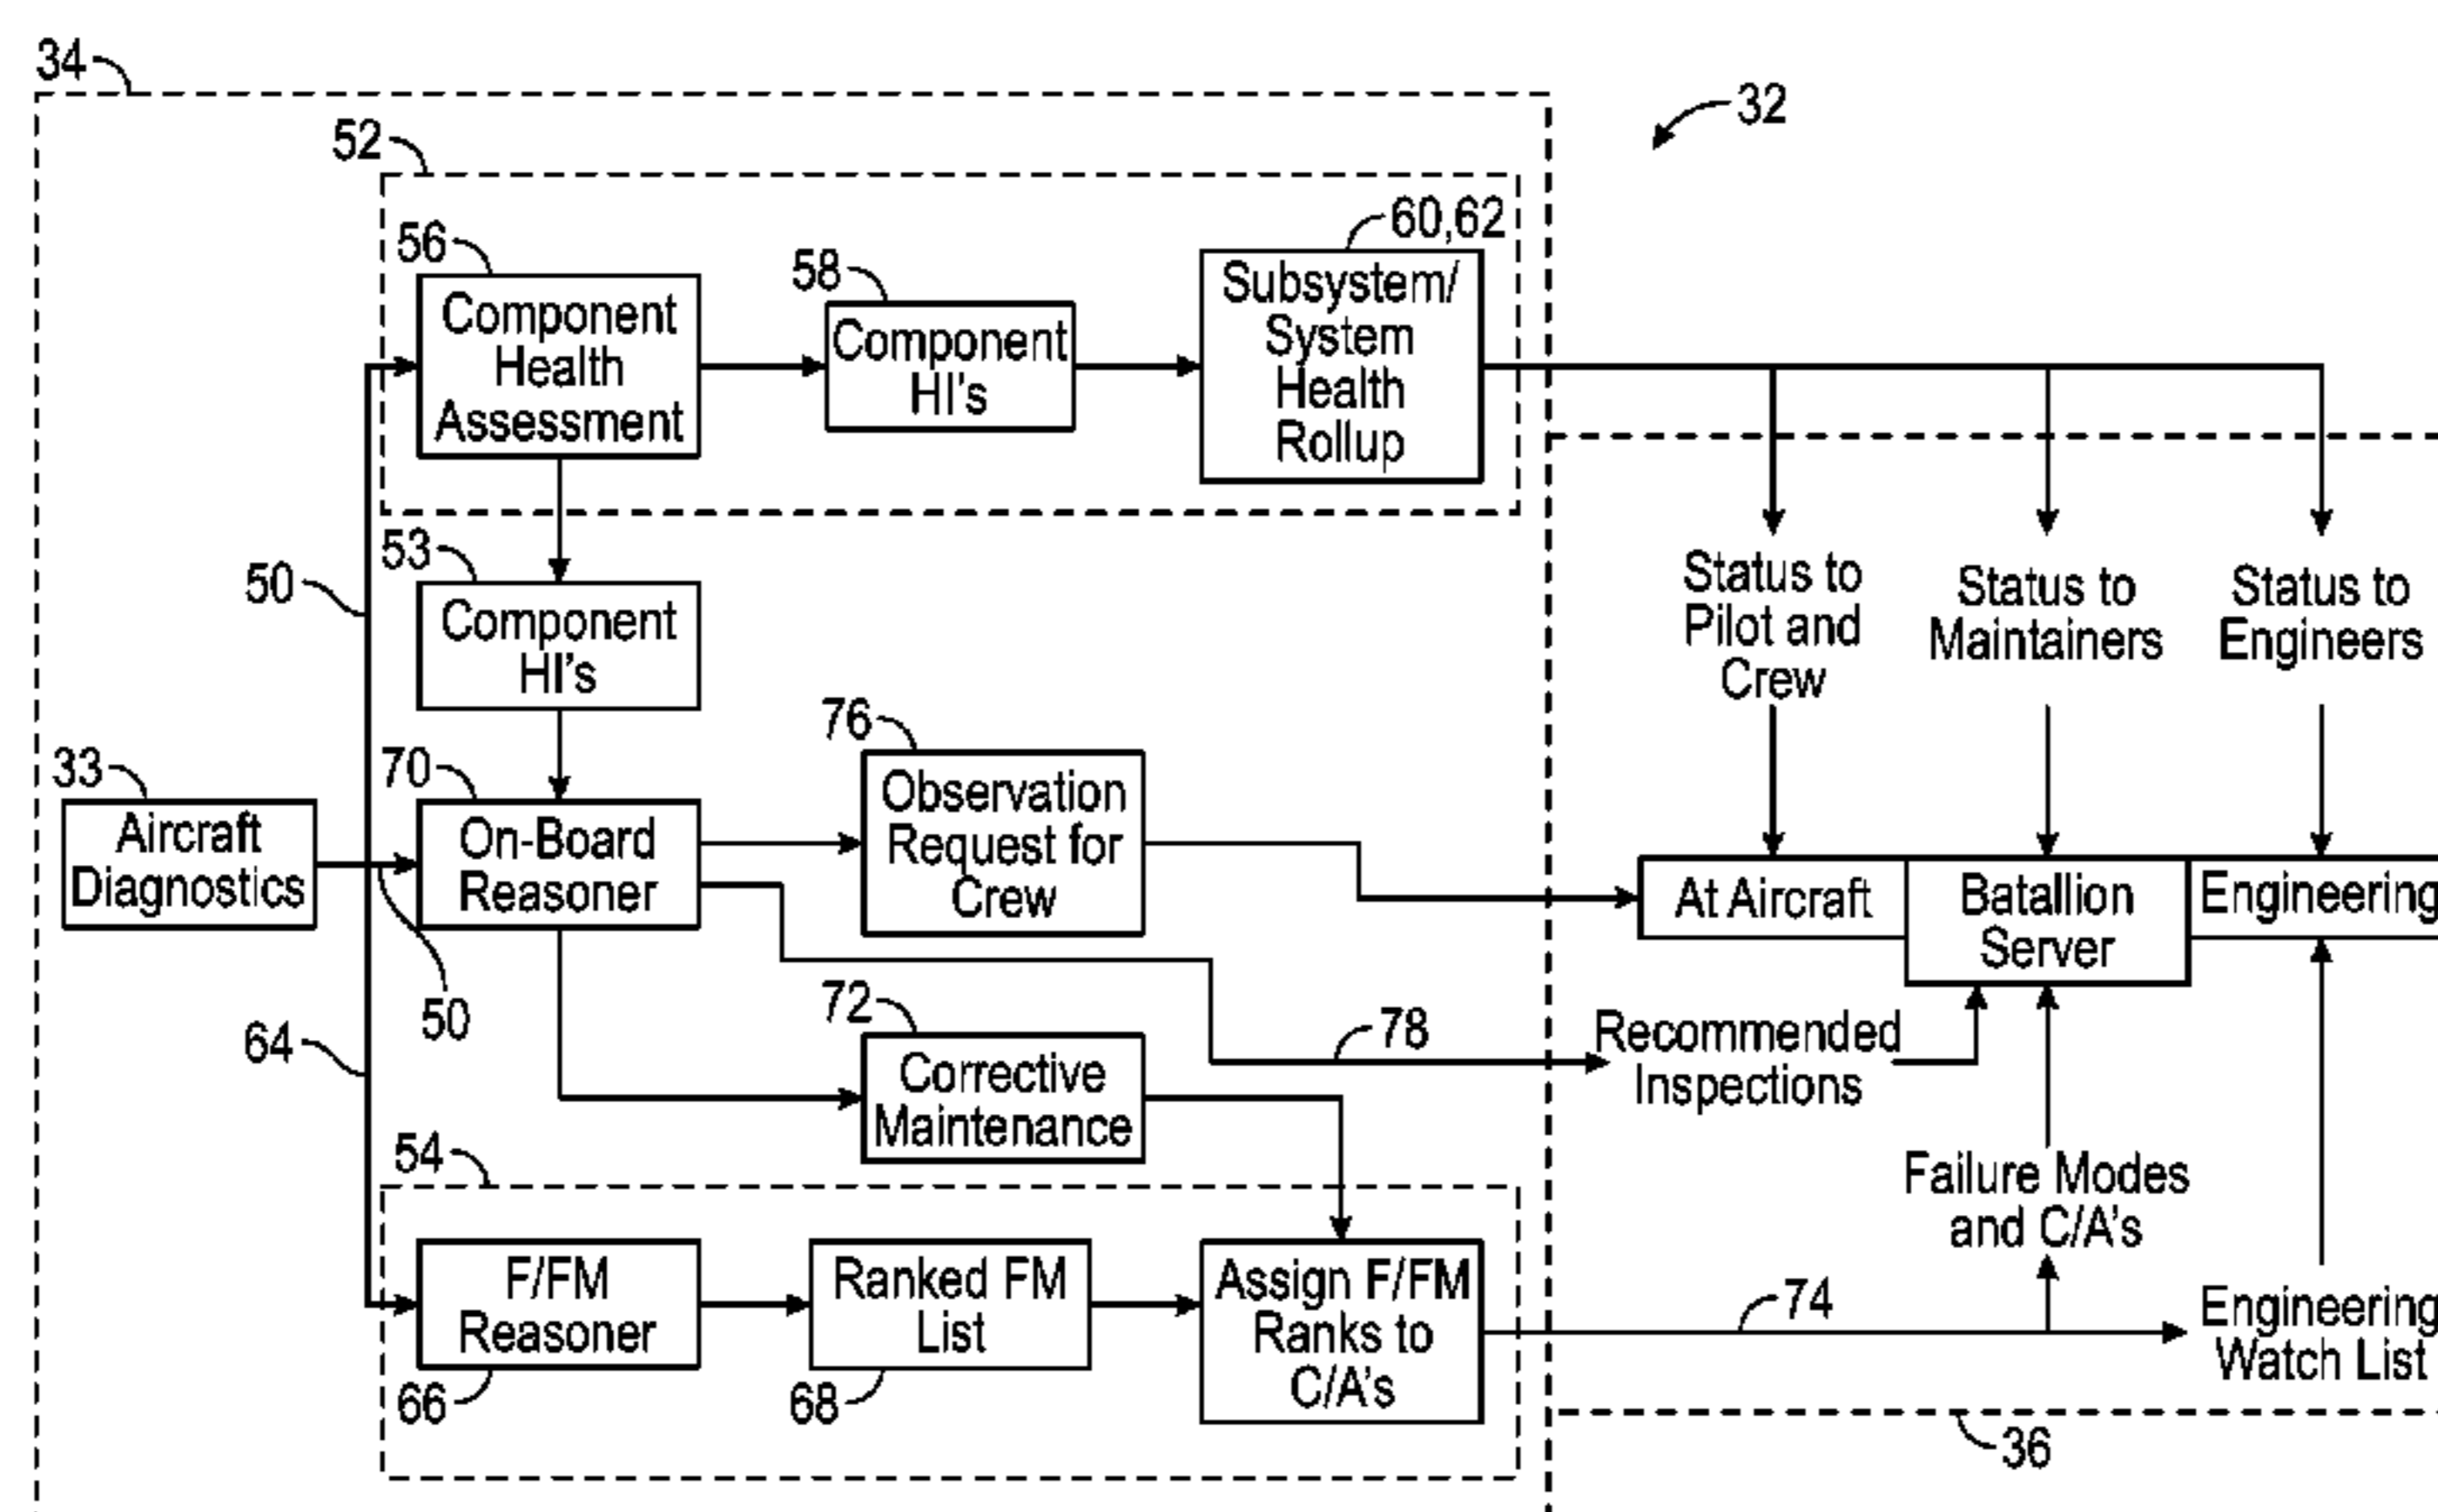 34
32
52
56
58
60,62
Component
Health
Assessment
Component
HI's
Subsystem/
System
Health
Rollup
50
53
Component
HI's
Status to
Pilot and
Crew
Status to
Maintainers
Status to
Engineers
33
70
76
Aircraft
Diagnostics
On-Board
Reasoner
Observation
Request for
Crew
At Aircraft
Batallion
Server
Engineering
50
64
72
78
Corrective
Maintenance
Recommended
Inspections
54
Failure Modes
and C/A's
F/FM
Reasoner
Ranked FM
List
Assign F/FM
Ranks to
C/A's
74
Engineering
Watch List
66
68
36